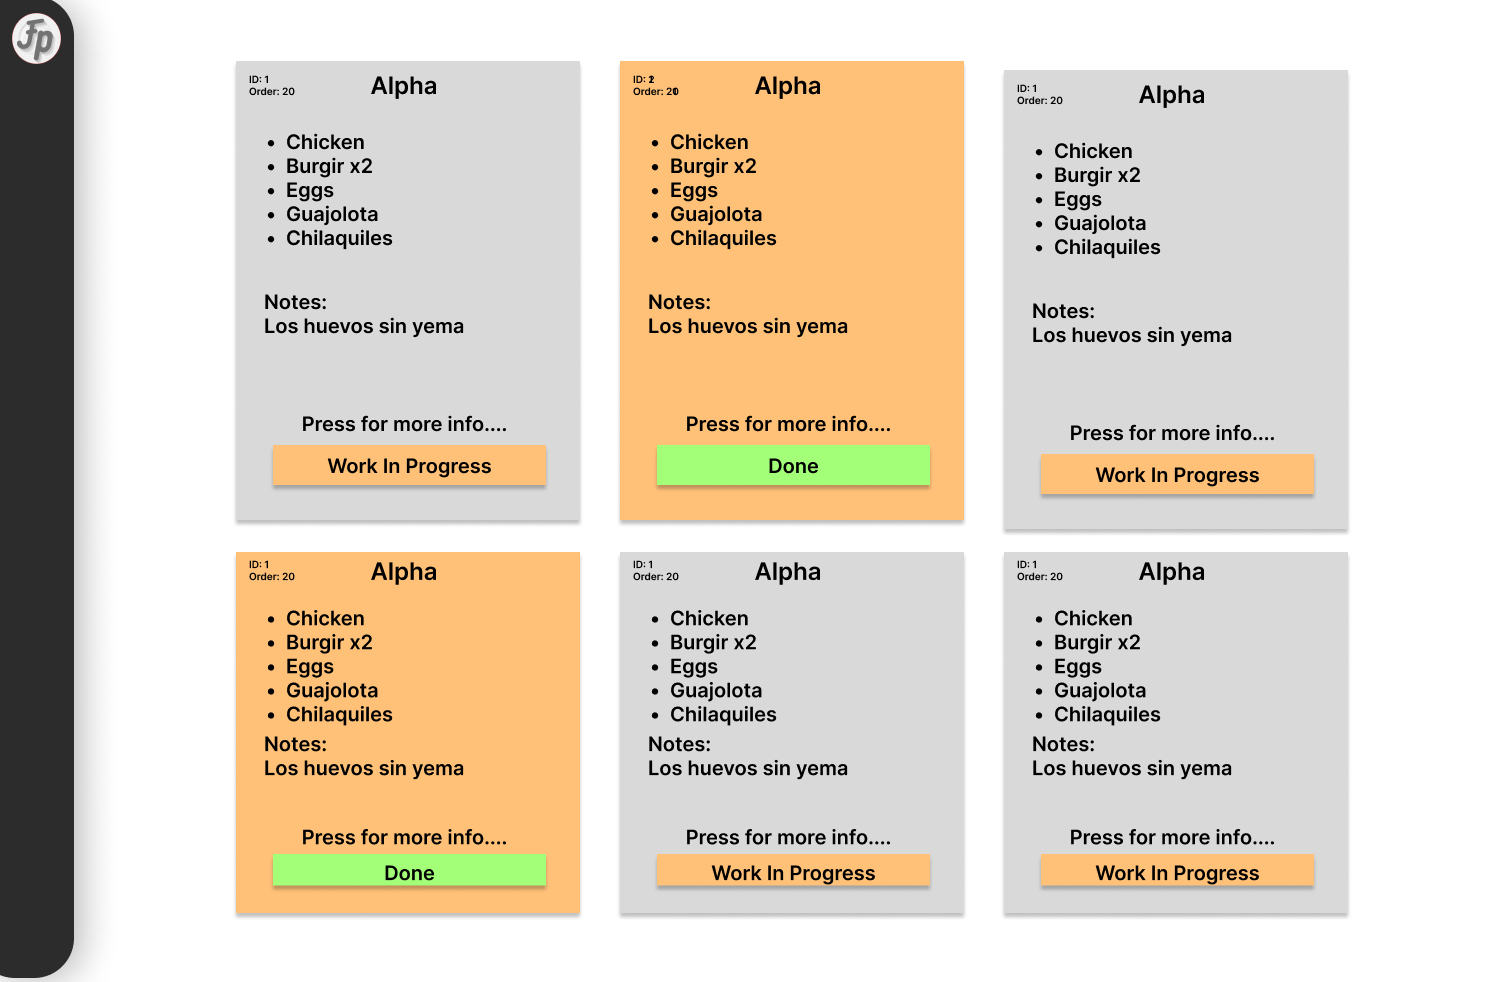 Fp
ID: 1
Order: 20
Alpha
• Chicken
• Burgir x2
• Eggs
• Guajolota
• Chilaquiles
Notes:
Los huevos sin yema
Press for more info....
Work In Progress
ID:
Order:
Alpha
• Chicken
• Burgir x2
• Eggs
• Guajolota
• Chilaquiles
Notes:
Los huevos sin yema
Press for more info....
Done
ID: 1
Order: 20
Alpha
• Chicken
• Burgir x2
• Eggs
• Guajolota
• Chilaquiles
Notes:
Los huevos sin yema
Press for more info....
Work In Progress
ID: 1
Order: 20
Alpha
• Chicken
• Burgir x2
• Eggs
• Guajolota
• Chilaquiles
Notes:
Los huevos sin yema
Press for more info....
Done
ID: 1
Order: 20
Alpha
• Chicken
• Burgir x2
• Eggs
• Guajolota
• Chilaquiles
Notes:
Los huevos sin yema
Press for more info....
Work In Progress
ID: 1
Order: 20
Alpha
• Chicken
• Burgir x2
• Eggs
• Guajolota
• Chilaquiles
Notes:
Los huevos sin yema
Press for more info....
Work In Progress